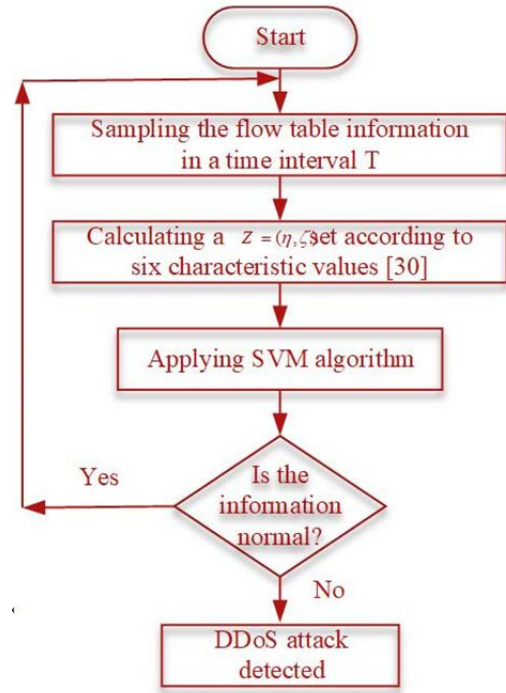 Start
Sampling the flow table information
in a time interval T
Calculating a Z = (η, ζ) set according to
six characteristic values [30]
Applying SVM algorithm
Yes
Is the
information
normal?
No
DDoS attack
detected